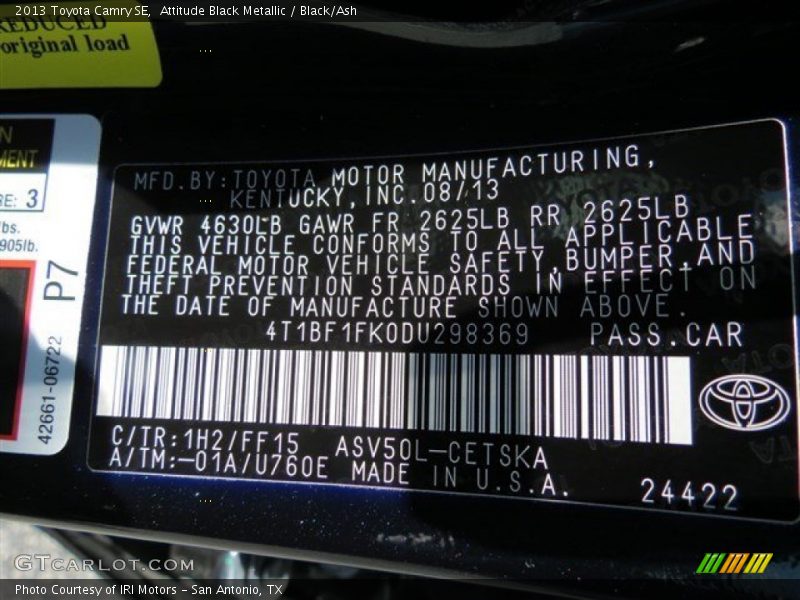 2013 Toyota Camry SE, Attitude Black Metallic / Black/Ash
REDUCED
original load
MENT
3
905lb.
P7
42661-06722
MFD.BY:TOYOTA MOTOR MANUFACTURING,
KENTUCKY,INC.08/13
GVWR 4630LB GAWR FR 2625LB RR 2625LB
THIS VEHICLE CONFORMS TO ALL APPLICABLE
FEDERAL MOTOR VEHICLE SAFETY,BUMPER,AND
THEFT PREVENTION STANDARDS IN EFFECT ON
THE DATE OF MANUFACTURE SHOWN ABOVE.
4T1BF1FK0DU298369 PASS.CAR
C/TR:1H2/FF15 ASV50L-CETSKA
A/TM:-01A/U760E MADE IN U.S.A.
24422
GTCARLOT.COM
Photo Courtesy of IRI Motors - San Antonio, TX